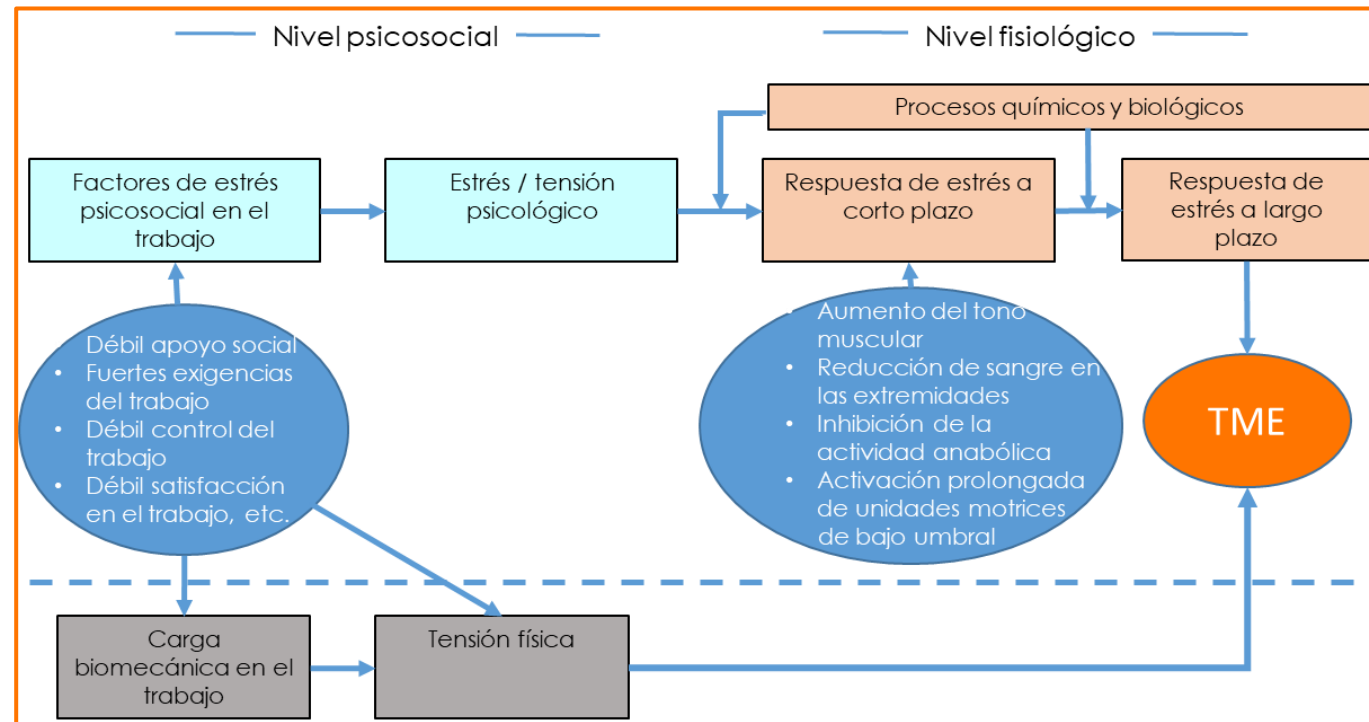 Nivel psicosocial
Nivel fisiológico
Procesos químicos y biológicos
Factores de estrés
psicosocial en el
trabajo
Estrés / tensión
psicológico
Respuesta de estrés a
corto plazo
Respuesta de
estrés a largo
plazo
Débil apoyo social
• Fuertes exigencias
del trabajo
• Débil control del
trabajo
• Débil satisfacción
en el trabajo, etc.
• Aumento del tono
muscular
• Reducción de sangre en
las extremidades
• Inhibición de la
actividad anabólica
• Activación prolongada
de unidades motrices
de bajo umbral
TME
Carga
biomecánica en el
trabajo
Tensión física